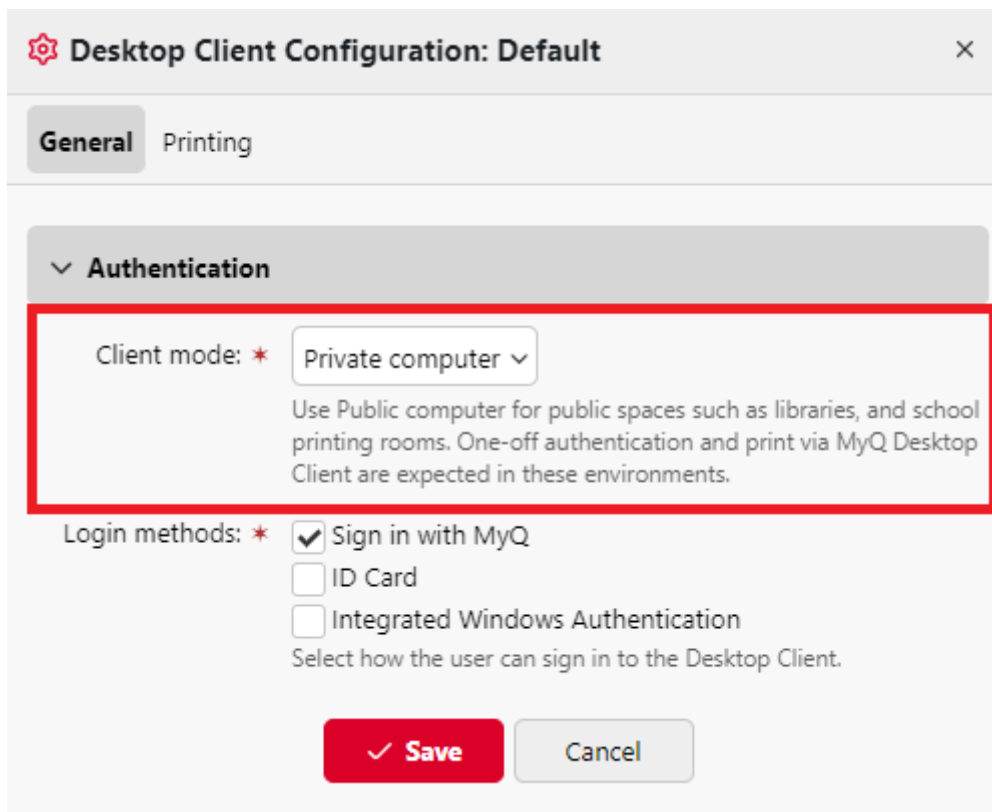 Desktop Client Configuration: Default
General Printing
Authentication
Client mode: * Private computer
Use Public computer for public spaces such as libraries, and school
printing rooms. One-off authentication and print via MyQ Desktop
Client are expected in these environments.
Login methods: * Sign in with MyQ
ID Card
Integrated Windows Authentication
Select how the user can sign in to the Desktop Client.
Save Cancel